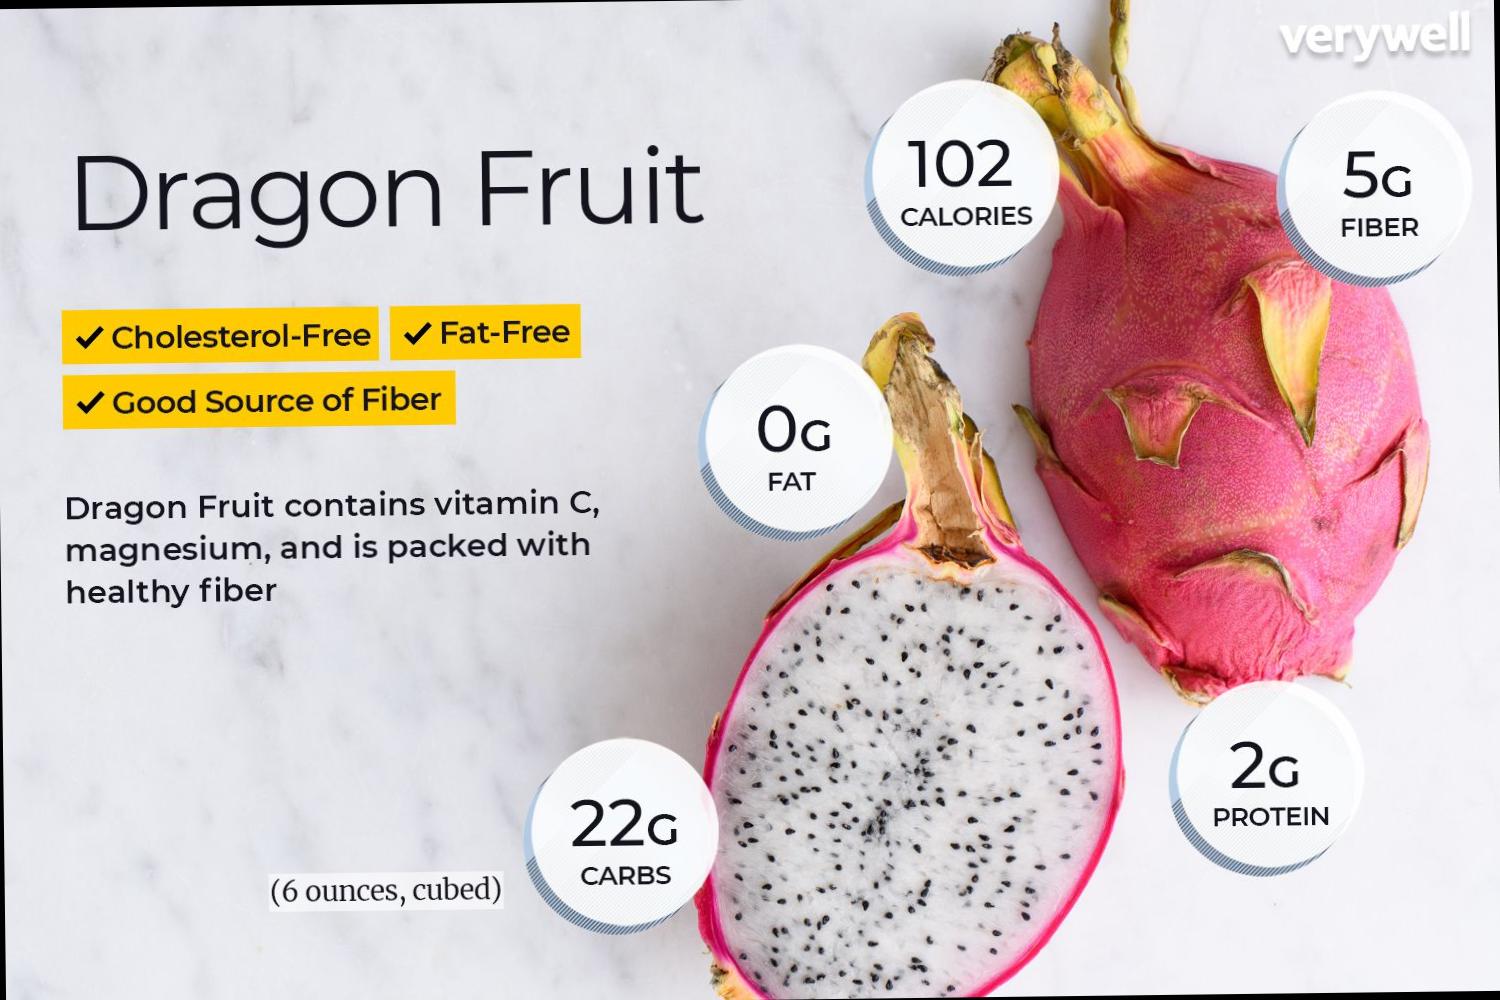 verywell
Dragon Fruit
Cholesterol-Free
Fat-Free
Good Source of Fiber
Dragon Fruit contains vitamin C,
magnesium, and is packed with
healthy fiber
102
CALORIES
5G
FIBER
0G
FAT
22G
CARBS
2G
PROTEIN
(6 ounces, cubed)